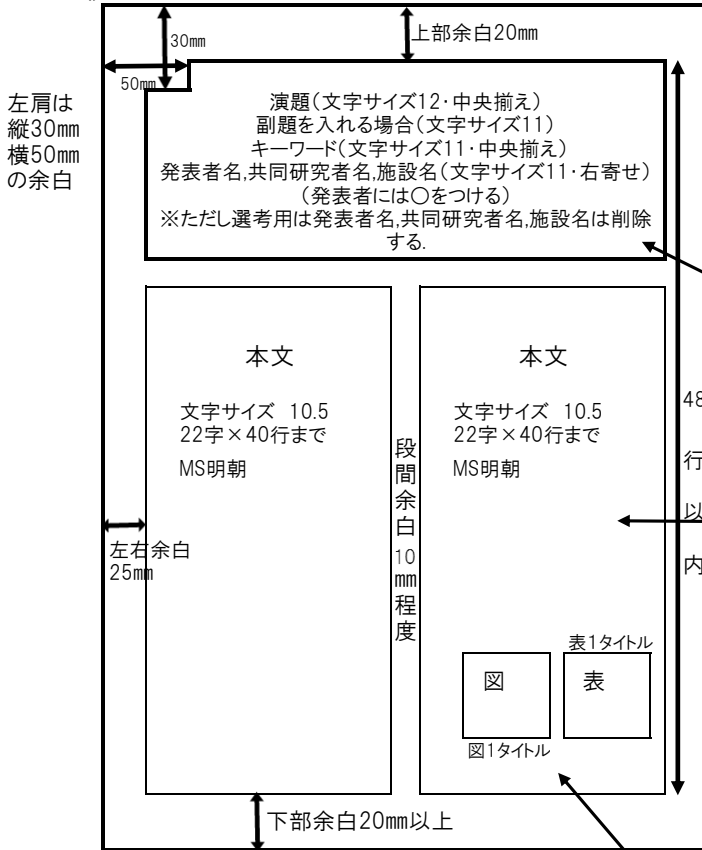 30㎜
上部余白20㎜
50㎜
左肩は
縦30㎜
横50㎜
の余白
演題(文字サイズ12・中央揃え)
副題を入れる場合(文字サイズ11)
キーワード(文字サイズ11・中央揃え)
発表者名,共同研究者名,施設名(文字サイズ11・右寄せ)
(発表者には〇をつける)
※ただし選考用は発表者名,共同研究者名,施設名は削除
する.
本文
文字サイズ 10.5
22字×40行まで
MS明朝
段間余白10㎜程度
本文
文字サイズ 10.5
22字×40行まで
MS明朝
48行以内
左右余白
25㎜
表1タイトル
図
表
図1タイトル
下部余白20㎜以上